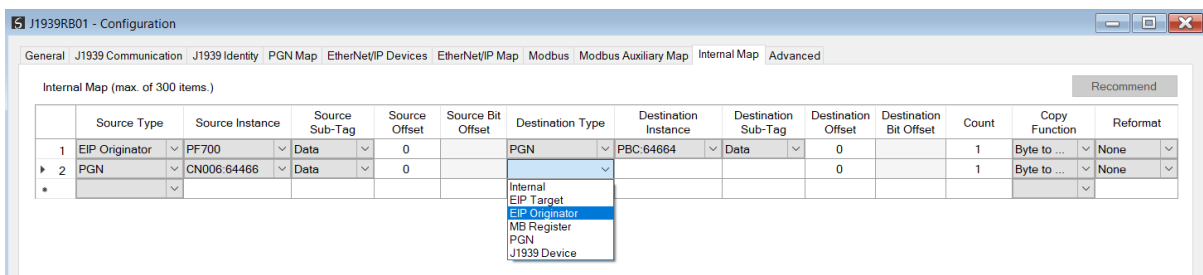 J1939RB01 - Configuration
General J1939 Communication J1939 Identity PGN Map EtherNet/IP Devices EtherNet/IP Map Modbus Modbus Auxiliary Map Internal Map Advanced
Internal Map (max. of 300 items.)
Recommend
Source Type Source Instance Source Sub-Tag Source Offset Source Bit Offset Destination Type Destination Instance Destination Sub-Tag Destination Offset Destination Bit Offset Count Copy Function Reformat
1 EIP Originator PF700 Data 0 PGN PBC:64664 Data 0 1 Byte to ... None
2 PGN CN006:64466 Data 0 0 1 Byte to ... None
Internal
EIP Target
EIP Originator
MB Register
PGN
J1939 Device